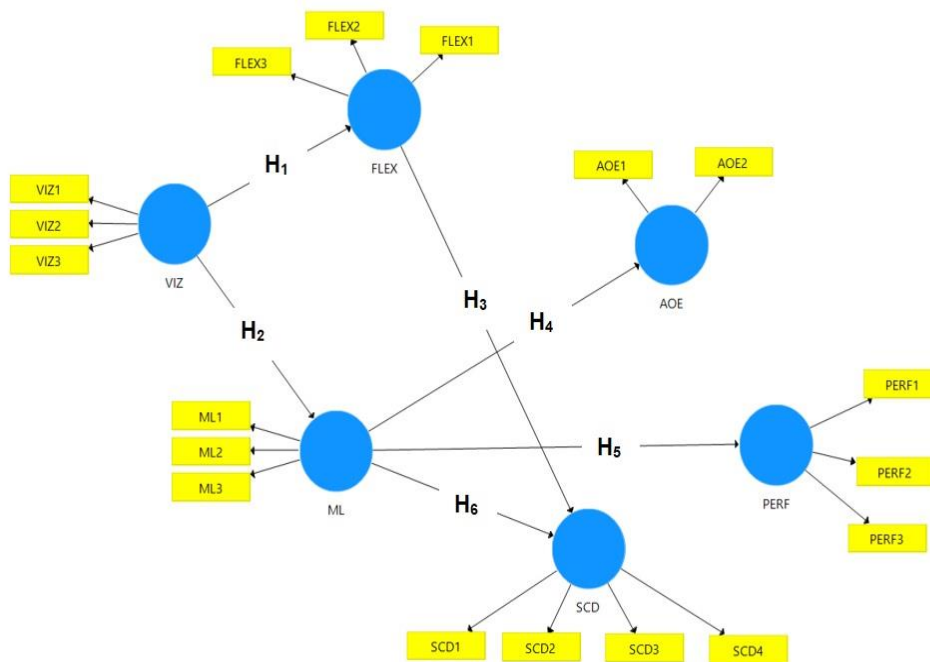 FLEX2
FLEX1
FLEX3
H₁
FLEX
AOE1
AOE2
VIZ1
VIZ2
VIZ3
VIZ
H₃
AOE
H₂
H₄
ML1
ML2
ML3
ML
H₅
PERF1
PERF2
PERF3
PERF
H₆
SCD
SCD1
SCD2
SCD3
SCD4